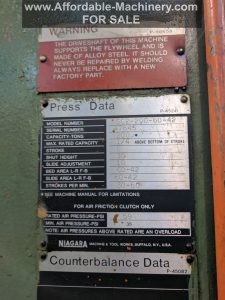 www.Affordable-Machinery.com
FOR SALE
WARNING
THE DRIVESHAFT OF THIS MACHINE
SUPPORTS THE FLYWHEEL AND IS
MADE OF ALLOY STEEL. IT SHOULD
NEVER BE REPAIRED BY WELDING
ALWAYS REPLACE WITH A NEW
FACTORY PART.
Press Data
MODEL NUMBER
SERIAL NUMBER
CAPACITY-TONS
MAX. RATED CAPACITY 1/4 ABOVE BOTTOM OF STROKE
STROKE
SHUT HEIGHT
SLIDE ADJUSTMENT
BED AREA L-R F-B
SLIDE AREA L-R F-B
STROKES PER MIN.
*SEE MACHINE MANUAL FOR LIMITATIONS
FOR AIR FRICTION CLUTCH ONLY
RATED AIR PRESSURE-PSI
MIN. AIR PRESSURE-PSI
NOTE: AIR PRESSURES ABOVE RATED ARE AN OVERLOAD
NIAGARA MACHINE & TOOL WORKS, BUFFALO, N.Y., U.S.A.
Counterbalance Data
P-45082